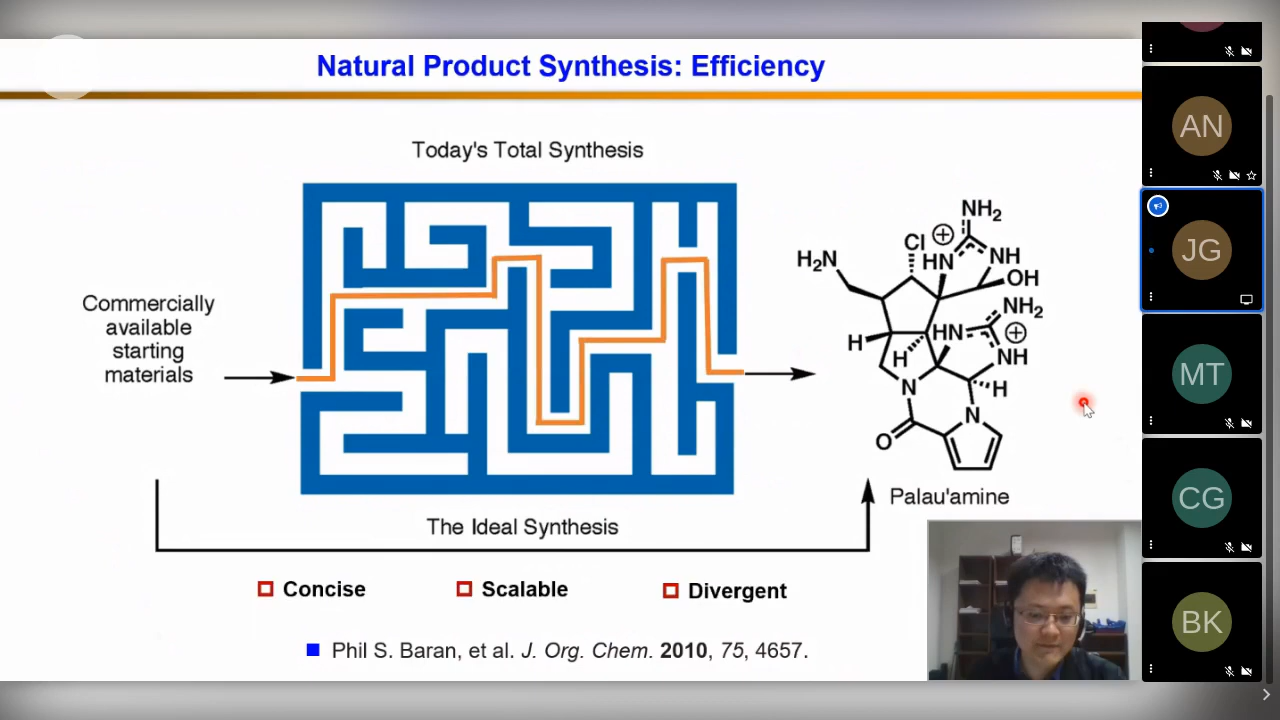 Natural Product Synthesis: Efficiency
Today's Total Synthesis
Commercially
available
starting
materials
NH2
Cl
HN
NH
OH
H2N
NH2
HN
NH
H
H
H
N
N
O
Palau'amine
The Ideal Synthesis
Concise
Scalable
Divergent
Phil S. Baran, et al. J. Org. Chem. 2010, 75, 4657.
AN
JG
MT
CG
BK